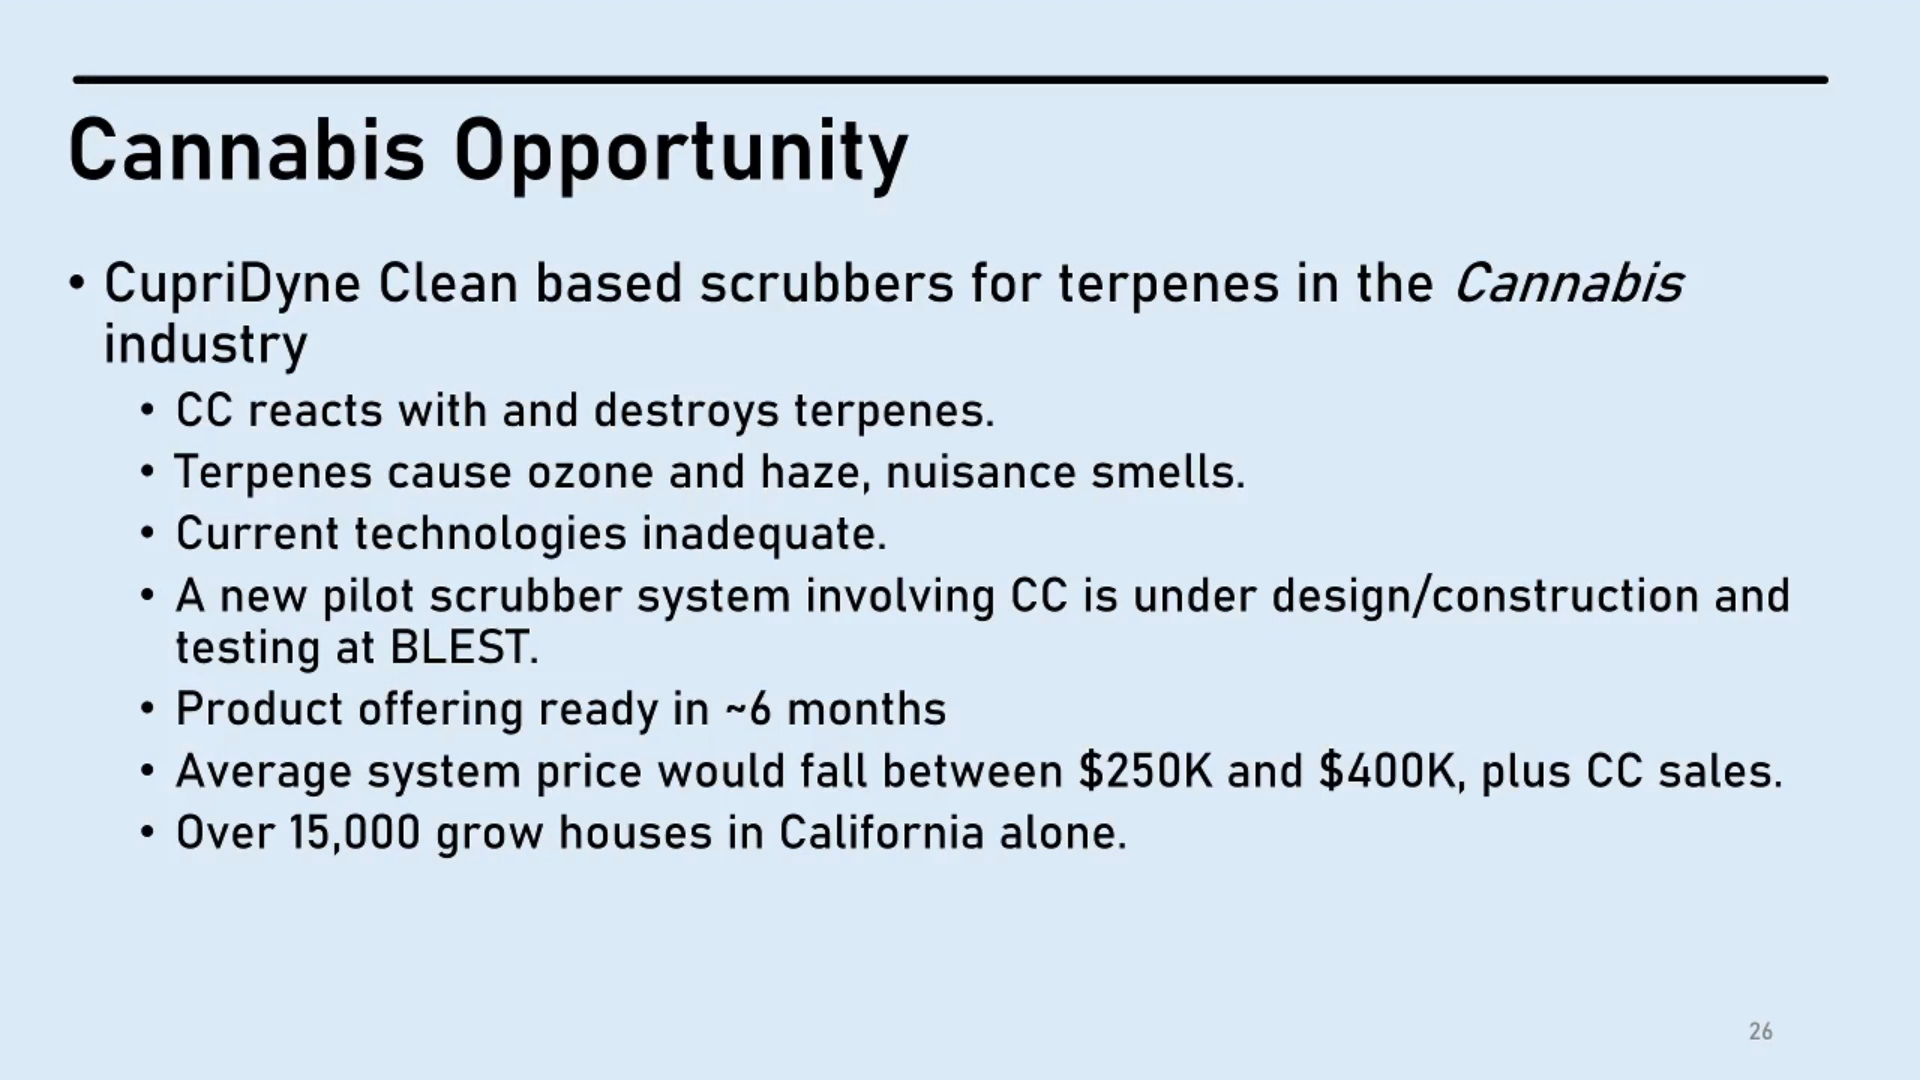 Cannabis Opportunity
• CupriDyne Clean based scrubbers for terpenes in the Cannabis
industry
• CC reacts with and destroys terpenes.
• Terpenes cause ozone and haze, nuisance smells.
• Current technologies inadequate.
• A new pilot scrubber system involving CC is under design/construction and
testing at BLEST.
• Product offering ready in ~6 months
• Average system price would fall between $250K and $400K, plus CC sales.
• Over 15,000 grow houses in California alone.
26